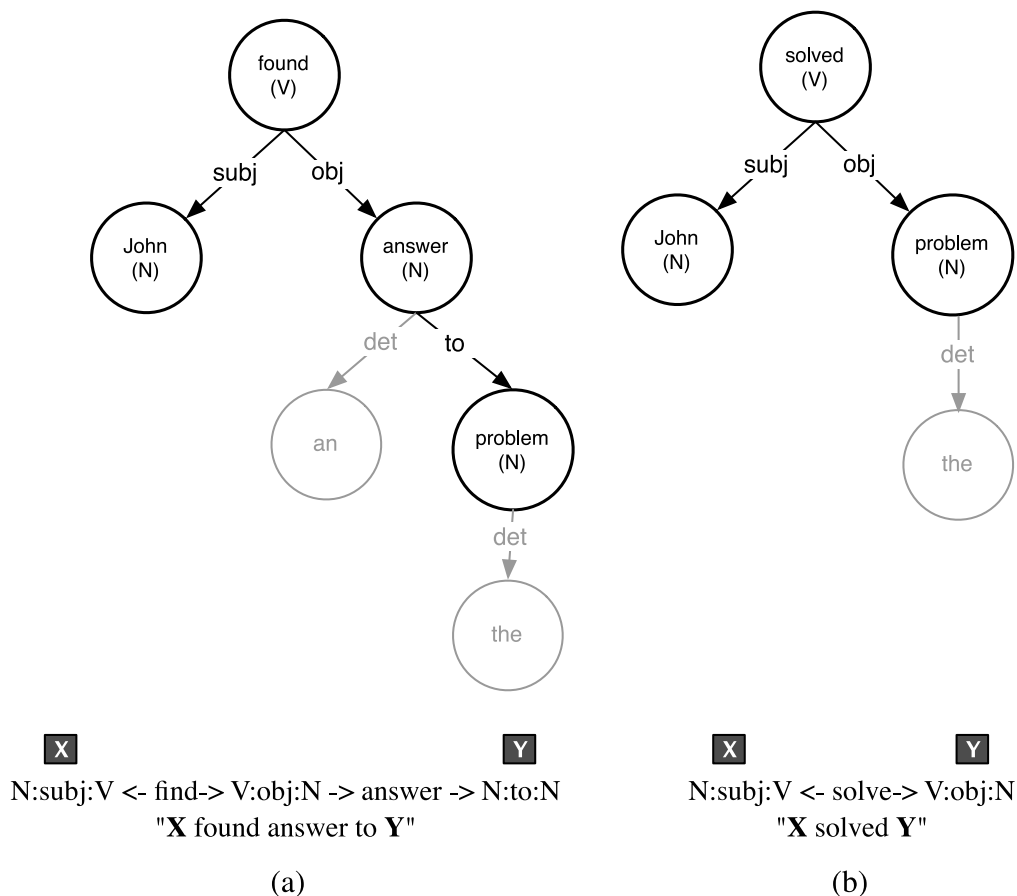 found
(V)
subj
obj
John
(N)
answer
(N)
det
to
an
problem
(N)
det
the
X
Y
N:subj:V <- find-> V:obj:N -> answer -> N:to:N
"X found answer to Y"
(a)
solved
(V)
subj
obj
John
(N)
problem
(N)
det
the
X
Y
N:subj:V <- solve-> V:obj:N
"X solved Y"
(b)